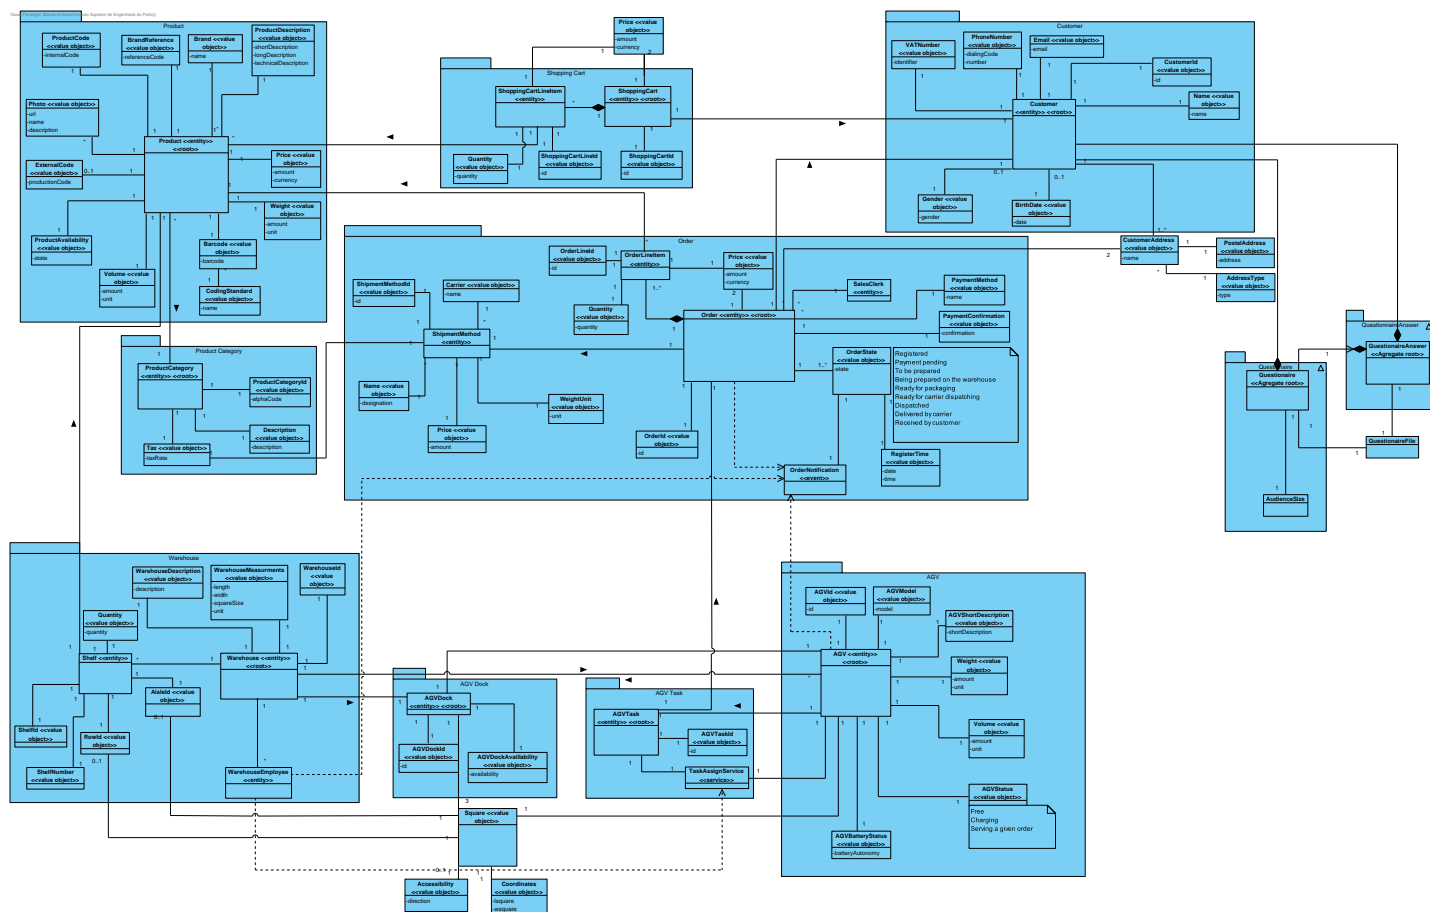 Visual Paradigm Standard(Isilda(Instituto Superior de Engenharia do Porto))
Product
ProductCode
<<value object>>
-internalCode
BrandReference
<<value object>>
-referenceCode
Brand <<value
object>>
-name
ProductDescription
<<value object>>
-shortDescription
-longDescription
-technicalDescription
Photo <<value object>>
-url
-name
-description
Product <<entity>>
<<root>>
ExternalCode
<<value object>>
-productionCode
Price <<value
object>>
-amount
-currency
Weight <<value
object>>
-amount
-unit
ProductAvailability
<<value object>>
-state
Barcode <<value
object>>
-barcode
Volume <<value
object>>
-amount
-unit
CodingStandard
<<value object>>
-name
Price <<value
object>>
-amount
-currency
Shopping Cart
ShoppingCartLineItem
<<entity>>
ShoppingCart
<<entity>> <<root>>
Quantity
<<value object>>
-quantity
ShoppingCartLineId
<<value object>>
-id
ShoppingCartId
<<value object>>
-id
Customer
VATNumber
<<value object>>
-identifier
PhoneNumber
<<value object>>
-dialingCode
-number
Email <<value object>>
-email
CustomerId
<<value object>>
-id
Name <<value
object>>
-name
Customer
<<entity>> <<root>>
Gender <<value
object>>
-gender
BirthDate <<value
object>>
-date
CustomerAddress
<<value object>>
-name
PostalAddress
<<value object>>
-address
AddressType
<<value object>>
-type
Order
OrderLineId
<<value object>>
-id
OrderLineItem
<<entity>>
Price <<value
object>>
-amount
-currency
ShipmentMethodId
<<value object>>
-id
Carrier <<value object>>
-name
SalesClerk
<<entity>>
PaymentMethod
<<value object>>
-name
Quantity
<<value object>>
-quantity
Order <<entity>> <<root>>
PaymentConfirmation
<<value object>>
-confirmation
ShipmentMethod
<<entity>>
OrderState
<<value object>>
-state
Registered
Payment pending
To be prepared
Being prepared on the warehouse
Ready for packaging
Ready for carrier dispatching
Dispatched
Delivered by carrier
Received by customer
Name <<value
object>>
-designation
WeightUnit
<<value object>>
-unit
Price <<value
object>>
-amount
OrderId <<value
object>>
-id
RegisterTime
<<value object>>
-date
-time
OrderNotification
<<event>>
Product Category
ProductCategory
<<entity>> <<root>>
ProductCategoryId
<<value object>>
-alphaCode
Description
<<value object>>
-description
Tax <<value object>>
-taxRate
QuestionnaireAnswer
QuestionaireAnswer
<<Agregate root>>
Questionaire
Questionaire
<<Agregate root>>
QuestionaireFile
AudienceSize
Warehouse
WarehouseDescription
<<value object>>
-description
WarehouseMeasurments
<<value object>>
-length
-width
-squareSize
-unit
WarehouseId
<<value
object>>
Quantity
<<value object>>
-quantity
Shelf <<entity>>
Warehouse <<entity>>
<<root>>
AisleId <<value
object>>
ShelfId <<value
object>>
RowId <<value
object>>
ShelfNumber
<<value object>>
WarehouseEmployee
<<entity>>
AGV Dock
AGVDock
<<entity>> <<root>>
AGVDockId
<<value object>>
-id
AGVDockAvailability
<<value object>>
-availability
AGV Task
AGVTask
<<entity>> <<root>>
AGVTaskId
<<value object>>
-id
TaskAssignService
<<service>>
AGV
AGVId <<value
object>>
-id
AGVModel
<<value object>>
-model
AGVShortDescription
<<value object>>
-shortDescription
AGV <<entity>>
<<root>>
Weight <<value
object>>
-amount
-unit
Volume <<value
object>>
-amount
-unit
AGVStatus
<<value object>>
Free
Charging
Serving a given order
AGVBatteryStatus
<<value object>>
-batteryAutonomy
Square <<value
object>>
Accessibility
<<value object>>
-direction
Coordinates
<<value object>>
-lsquare
-wsquare